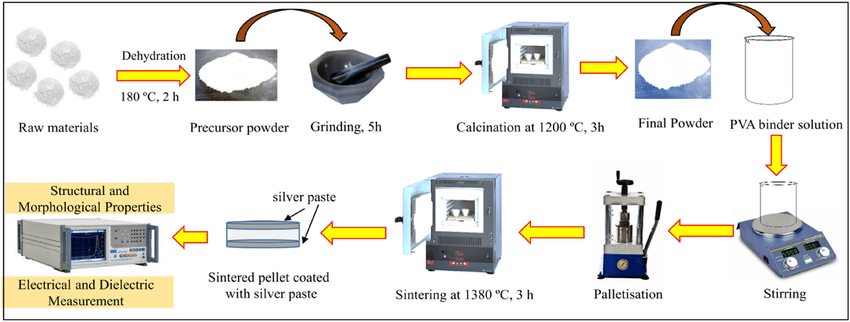 Dehydration
180 ºC, 2 h
Raw materials
Precursor powder
Grinding, 5h
Calcination at 1200 ºC, 3h
Final Powder
PVA binder solution
Structural and
Morphological Properties
silver paste
Electrical and Dielectric
Measurement
Sintered pellet coated
with silver paste
Sintering at 1380 ºC, 3 h
Palletisation
Stirring